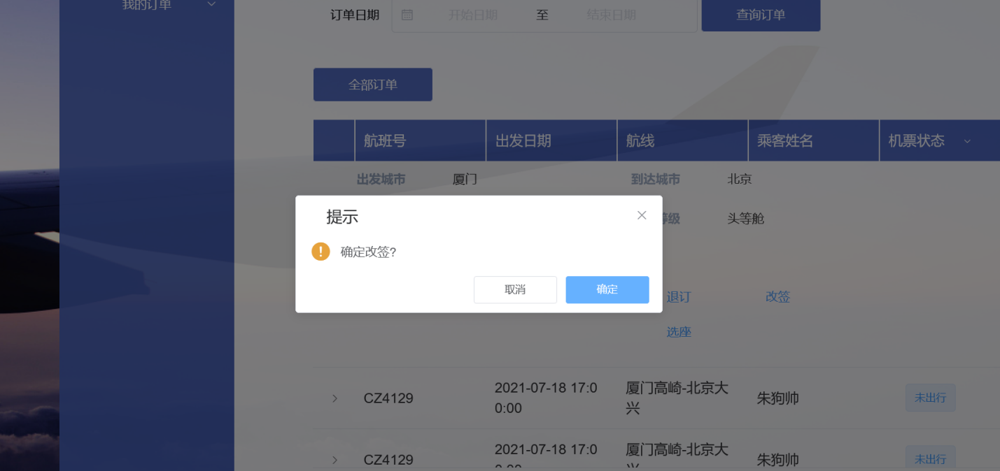 我的订单
订单日期 开始日期 至 结束日期 查询订单
全部订单
航班号 出发日期 航线 乘客姓名 机票状态
出发城市 厦门 到达城市 北京
等级 头等舱
提示
确定改签?
取消 确定
退订 改签
选座
CZ4129 2021-07-18 17:0 厦门高崎-北京大 朱狗帅 未出行
0:00 兴
CZ4129 2021-07-18 17:0 厦门高崎-北京大 朱狗帅 未出行